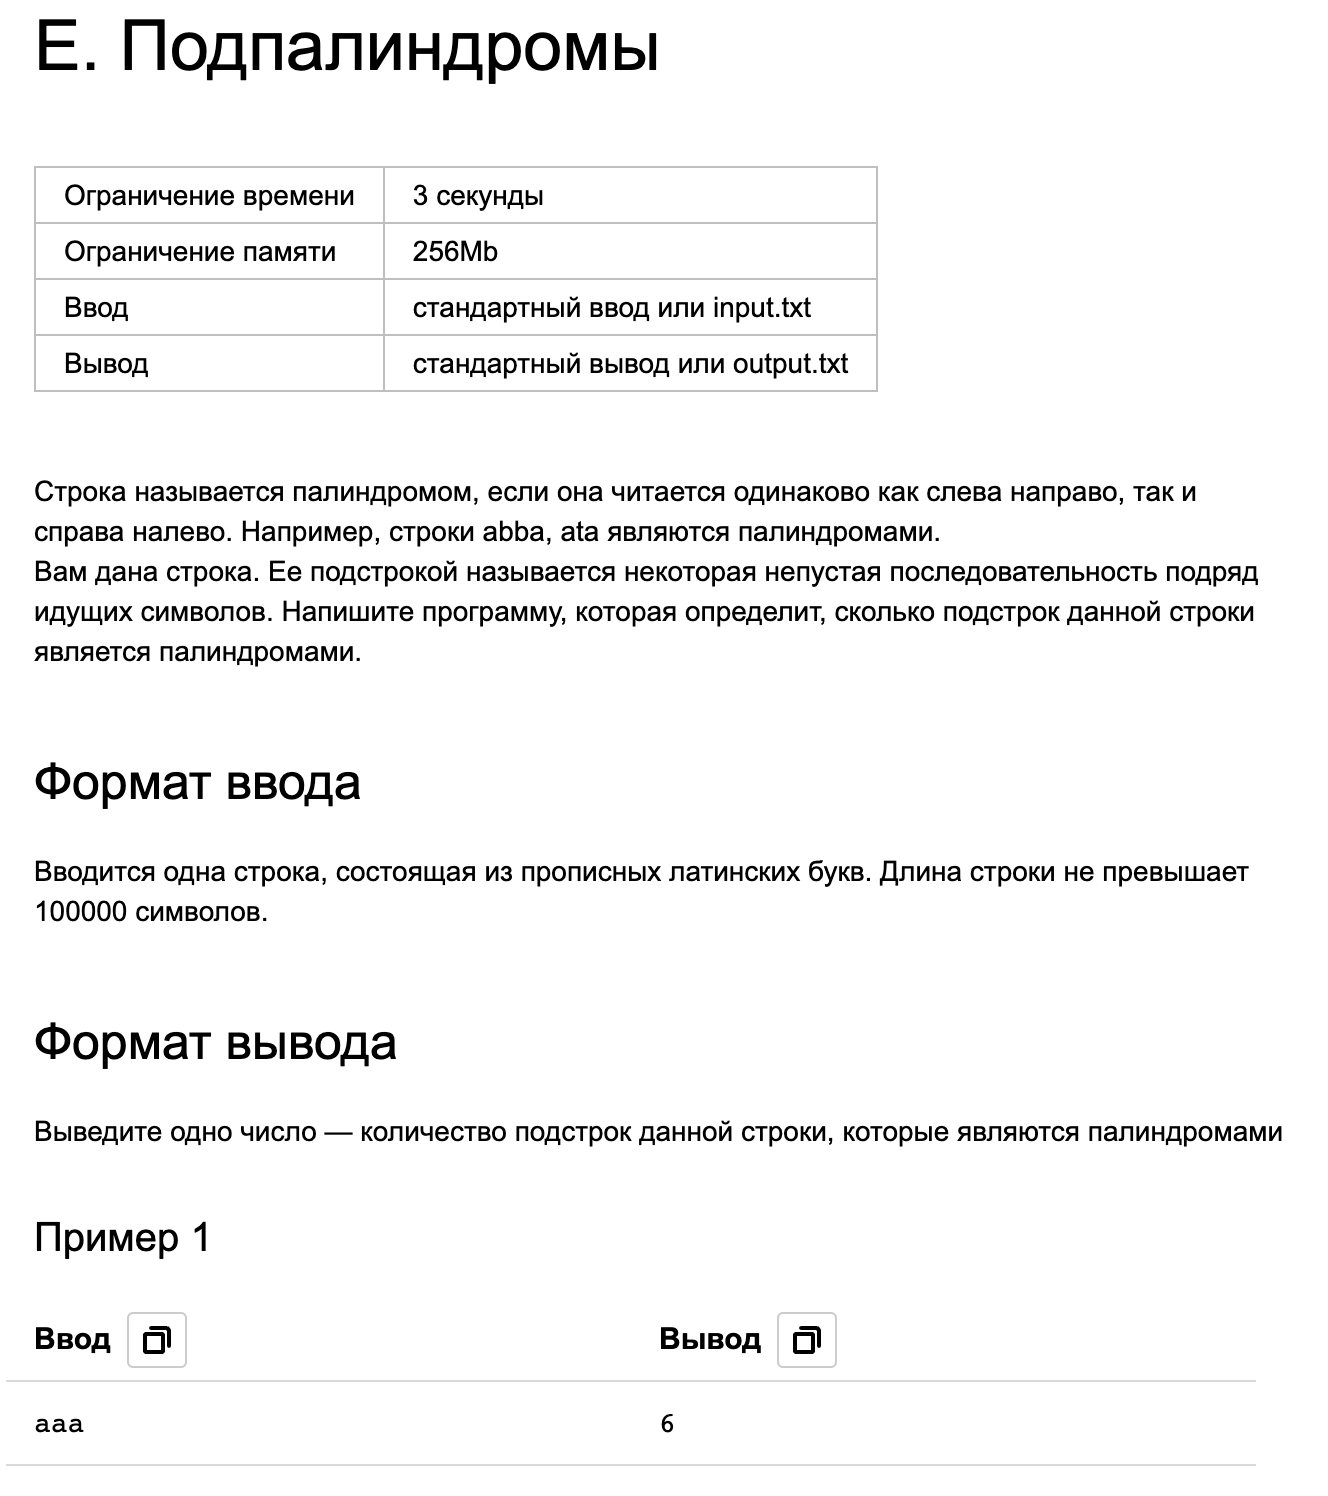 E. Подпалиндромы
Ограничение времени 3 секунды
Ограничение памяти 256Mb
Ввод стандартный ввод или input.txt
Вывод стандартный вывод или output.txt
Строка называется палиндромом, если она читается одинаково как слева направо, так и
справа налево. Например, строки abba, ata являются палиндромами.
Вам дана строка. Ее подстрокой называется некоторая непустая последовательность подряд
идущих символов. Напишите программу, которая определит, сколько подстрок данной строки
является палиндромами.
Формат ввода
Вводится одна строка, состоящая из прописных латинских букв. Длина строки не превышает
100000 символов.
Формат вывода
Выведите одно число — количество подстрок данной строки, которые являются палиндромами
Пример 1
Ввод Вывод
aaa 6